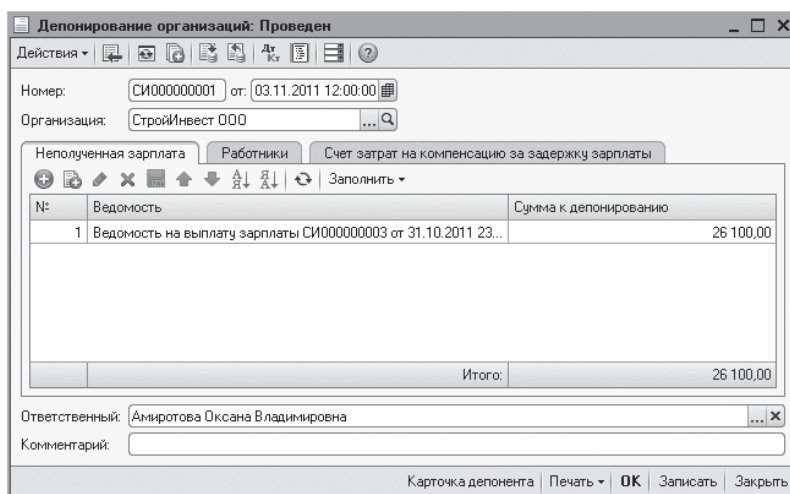 Депонирование организаций: Проведен
Действия
Дт Кт
Номер: СИ000000001 от: 03.11.2011 12:00:00
Организация: СтройИнвест ООО ...
Неполученная зарплата Работники Счет затрат на компенсацию за задержку зарплаты
Заполнить
№ Ведомость Сумма к депонированию
1 Ведомость на выплату зарплаты СИ000000003 от 31.10.2011 23... 26 100,00
Итого: 26 100,00
Ответственный: Амиротова Оксана Владимировна ... X
Комментарий:
Карточка депонента Печать OK Записать Закрыть